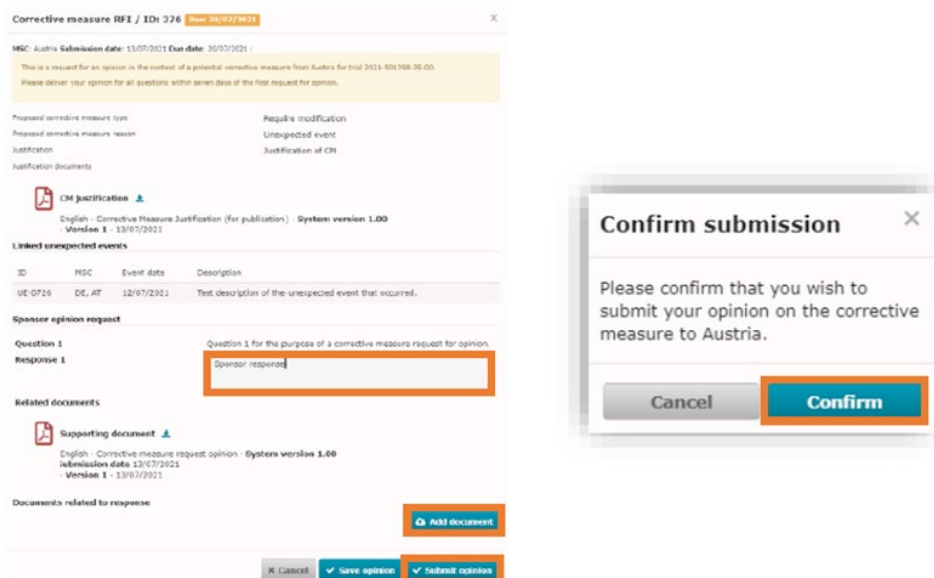 Corrective measure RFI / ID: 376 Due: 20/07/2021 X
MSC: Austria Submission date: 13/07/2021 Due date: 20/07/2021 :
This is a request for an opinion in the context of a potential corrective measure from Austria for trial 2021-501398-35-00.
Please deliver your opinion for all questions within seven days of the first request for opinion.
Proposed corrective measure type Require modification
Proposed corrective measure reason Unexpected event
Justification Justification of CM
Justification documents
CM justification
English - Corrective Measure Justification (for publication) - System version 1.00
- Version 1 - 13/07/2021
Linked unexpected events
ID MSC Event date Description
UE-0726 DE, AT 12/07/2021 Test description of the unexpected event that occurred.
Sponsor opinion request
Question 1 Question 1 for the purpose of a corrective measure request for opinion.
Response 1 Sponsor response
Related documents
Supporting document
English - Corrective measure request opinion - System version 1.00
Submission date 13/07/2021
- Version 1 - 13/07/2021
Documents related to response
Add document
X Cancel Save opinion Submit opinion
Confirm submission X
Please confirm that you wish to
submit your opinion on the corrective
measure to Austria.
Cancel Confirm